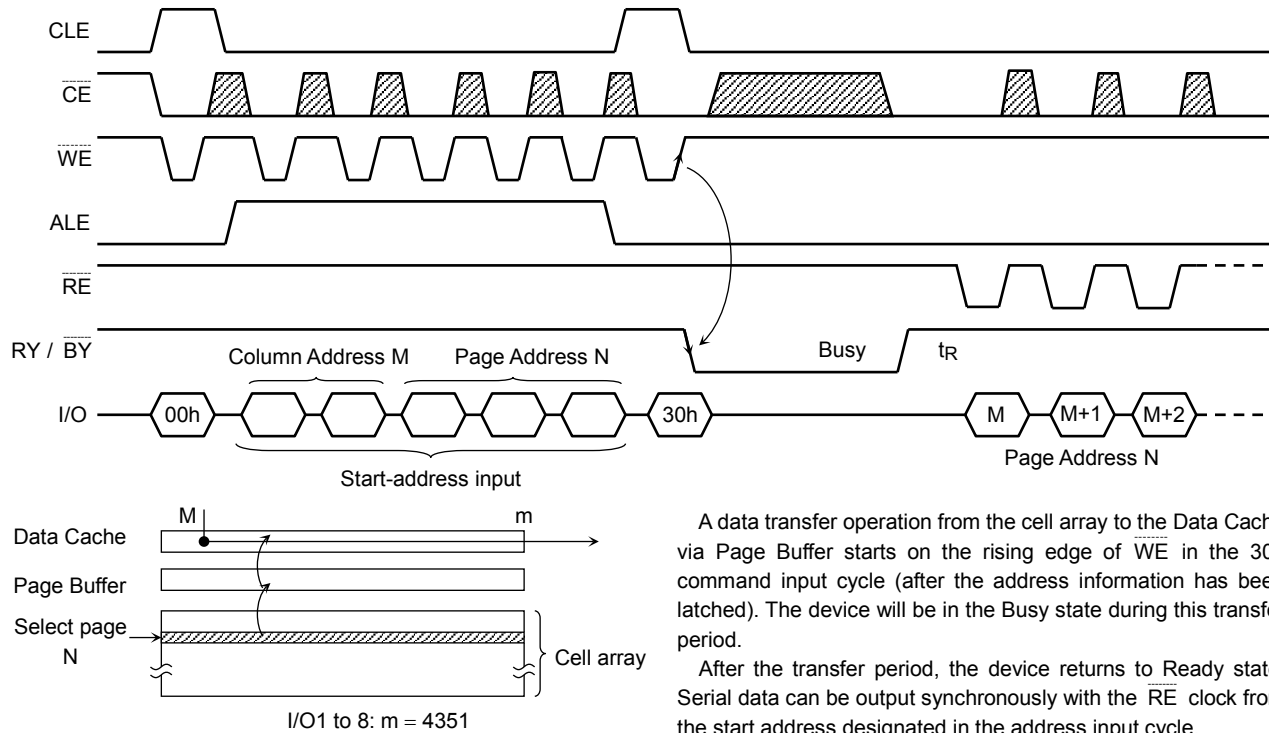 CLE
CE
WE
ALE
RE
RY / BY
Column Address M
Page Address N
Busy
tR
I/O
00h
30h
M
M+1
M+2
Start-address input
Page Address N
M
m
Data Cache
Page Buffer
Select page
N
Cell array
I/O1 to 8: m = 4351
A data transfer operation from the cell array to the Data Cach
via Page Buffer starts on the rising edge of WE in the 30
command input cycle (after the address information has bee
latched). The device will be in the Busy state during this transfe
period.
After the transfer period, the device returns to Ready stat
Serial data can be output synchronously with the RE clock fro
the start address designated in the address input cycle